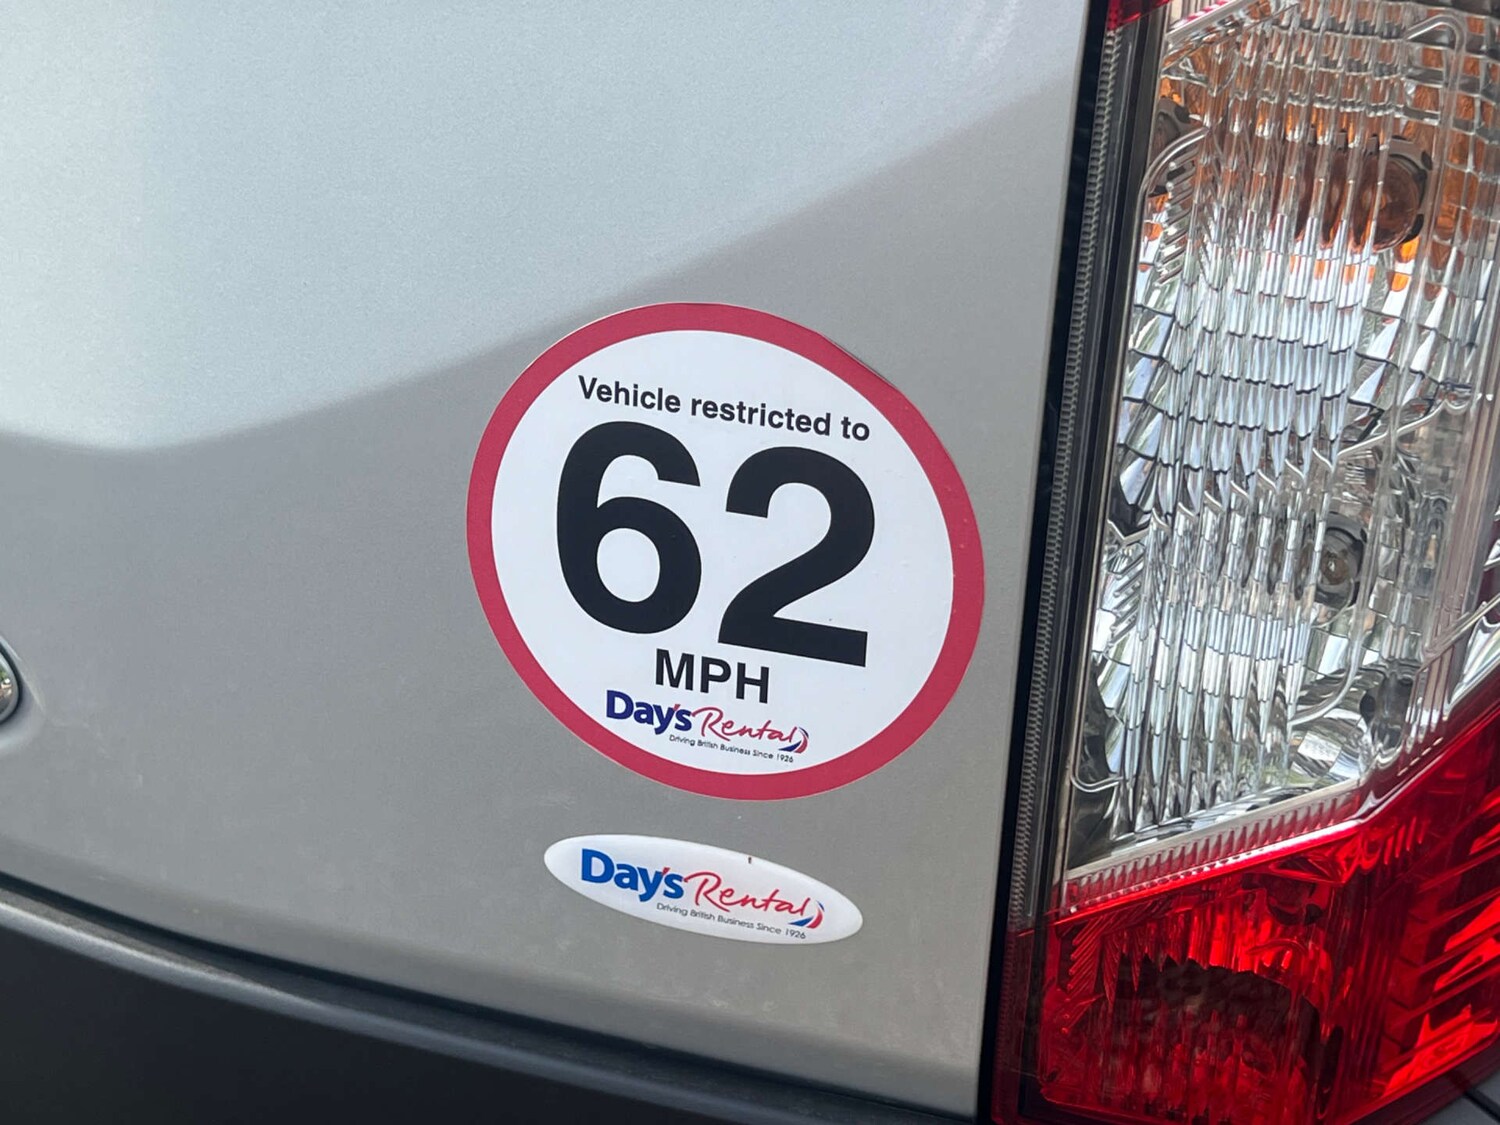 Vehicle restricted to
62
MPH
Day's Rental
Driving British Business Since 1926
Day's Rental
Driving British Business Since 1926